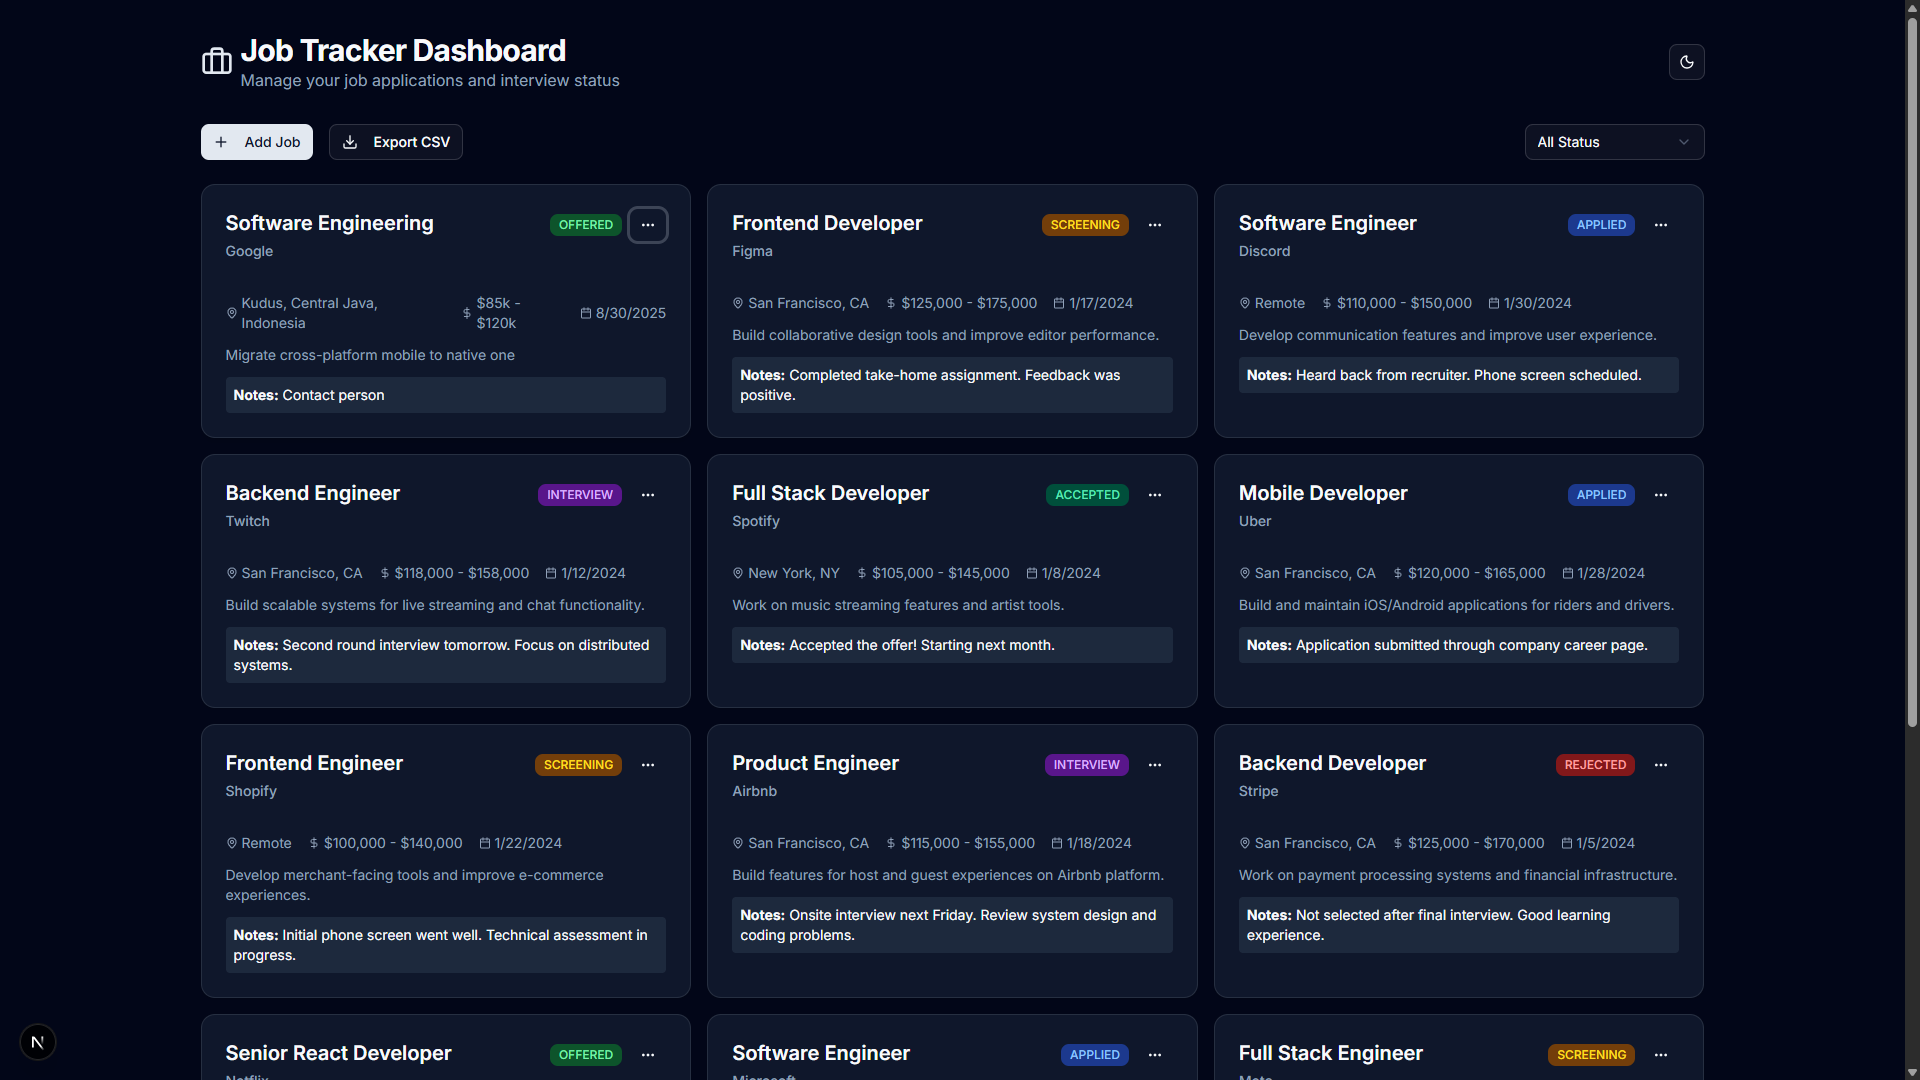 Job Tracker Dashboard
Manage your job applications and interview status
Add Job
Export CSV
All Status
Software Engineering
OFFERED
Google
Kudus, Central Java,
Indonesia
$85k -
$120k
8/30/2025
Migrate cross-platform mobile to native one
Notes: Contact person
Frontend Developer
SCREENING
Figma
San Francisco, CA
$125,000 - $175,000
1/17/2024
Build collaborative design tools and improve editor performance.
Notes: Completed take-home assignment. Feedback was
positive.
Software Engineer
APPLIED
Discord
Remote
$110,000 - $150,000
1/30/2024
Develop communication features and improve user experience.
Notes: Heard back from recruiter. Phone screen scheduled.
Backend Engineer
INTERVIEW
Twitch
San Francisco, CA
$118,000 - $158,000
1/12/2024
Build scalable systems for live streaming and chat functionality.
Notes: Second round interview tomorrow. Focus on distributed
systems.
Full Stack Developer
ACCEPTED
Spotify
New York, NY
$105,000 - $145,000
1/8/2024
Work on music streaming features and artist tools.
Notes: Accepted the offer! Starting next month.
Mobile Developer
APPLIED
Uber
San Francisco, CA
$120,000 - $165,000
1/28/2024
Build and maintain iOS/Android applications for riders and drivers.
Notes: Application submitted through company career page.
Frontend Engineer
SCREENING
Shopify
Remote
$100,000 - $140,000
1/22/2024
Develop merchant-facing tools and improve e-commerce
experiences.
Notes: Initial phone screen went well. Technical assessment in
progress.
Product Engineer
INTERVIEW
Airbnb
San Francisco, CA
$115,000 - $155,000
1/18/2024
Build features for host and guest experiences on Airbnb platform.
Notes: Onsite interview next Friday. Review system design and
coding problems.
Backend Developer
REJECTED
Stripe
San Francisco, CA
$125,000 - $170,000
1/5/2024
Work on payment processing systems and financial infrastructure.
Notes: Not selected after final interview. Good learning
experience.
Senior React Developer
OFFERED
Netflix
Software Engineer
APPLIED
Microsoft
Full Stack Engineer
SCREENING
Meta
N